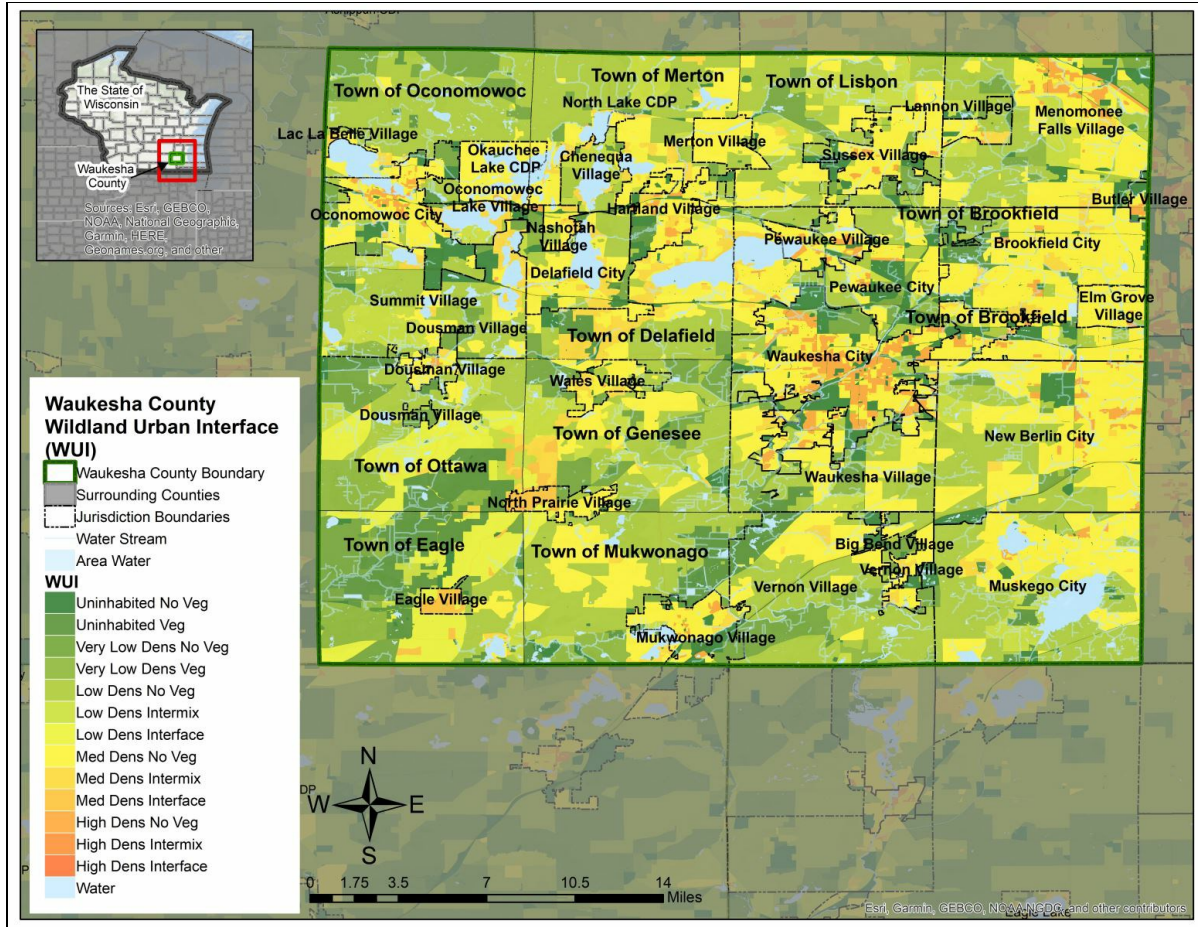 Ashippun CDP
The State of
Wisconsin
Waukesha
County
Sources: Esri, GEBCO,
NOAA, National Geographic,
Garmin, HERE,
Geonames.org, and other
Town of Oconomowoc
Town of Merton
Town of Lisbon
North Lake CDP
Lannon Village
Menomonee
Falls Village
Lac La Belle Village
Okauchee
Lake CDP
Chenequa
Village
Merton Village
Sussex Village
Oconomowoc
Lake Village
Oconomowoc City
Hartland Village
Butler Village
Town of Brookfield
Nashotah
Village
Pewaukee Village
Brookfield City
Delafield City
Pewaukee City
Summit Village
Elm Grove
Village
Town of Brookfield
Dousman Village
Town of Delafield
Waukesha City
Dousman Village
Wales Village
Dousman Village
Town of Genesee
New Berlin City
Town of Ottawa
Waukesha Village
North Prairie Village
Town of Eagle
Town of Mukwonago
Big Bend Village
Vernon Village
Vernon Village
Muskego City
Eagle Village
Mukwonago Village
Waukesha County
Wildland Urban Interface
(WUI)
Waukesha County Boundary
Surrounding Counties
Jurisdiction Boundaries
Water Stream
Area Water
WUI
Uninhabited No Veg
Uninhabited Veg
Very Low Dens No Veg
Very Low Dens Veg
Low Dens No Veg
Low Dens Intermix
Low Dens Interface
Med Dens No Veg
Med Dens Intermix
Med Dens Interface
High Dens No Veg
High Dens Intermix
High Dens Interface
Water
DP
N
W E
S
0 1.75 3.5 7 10.5 14
Miles
Esri, Garmin, GEBCO, NOAA NGDC, and other contributors
Eagle Lake